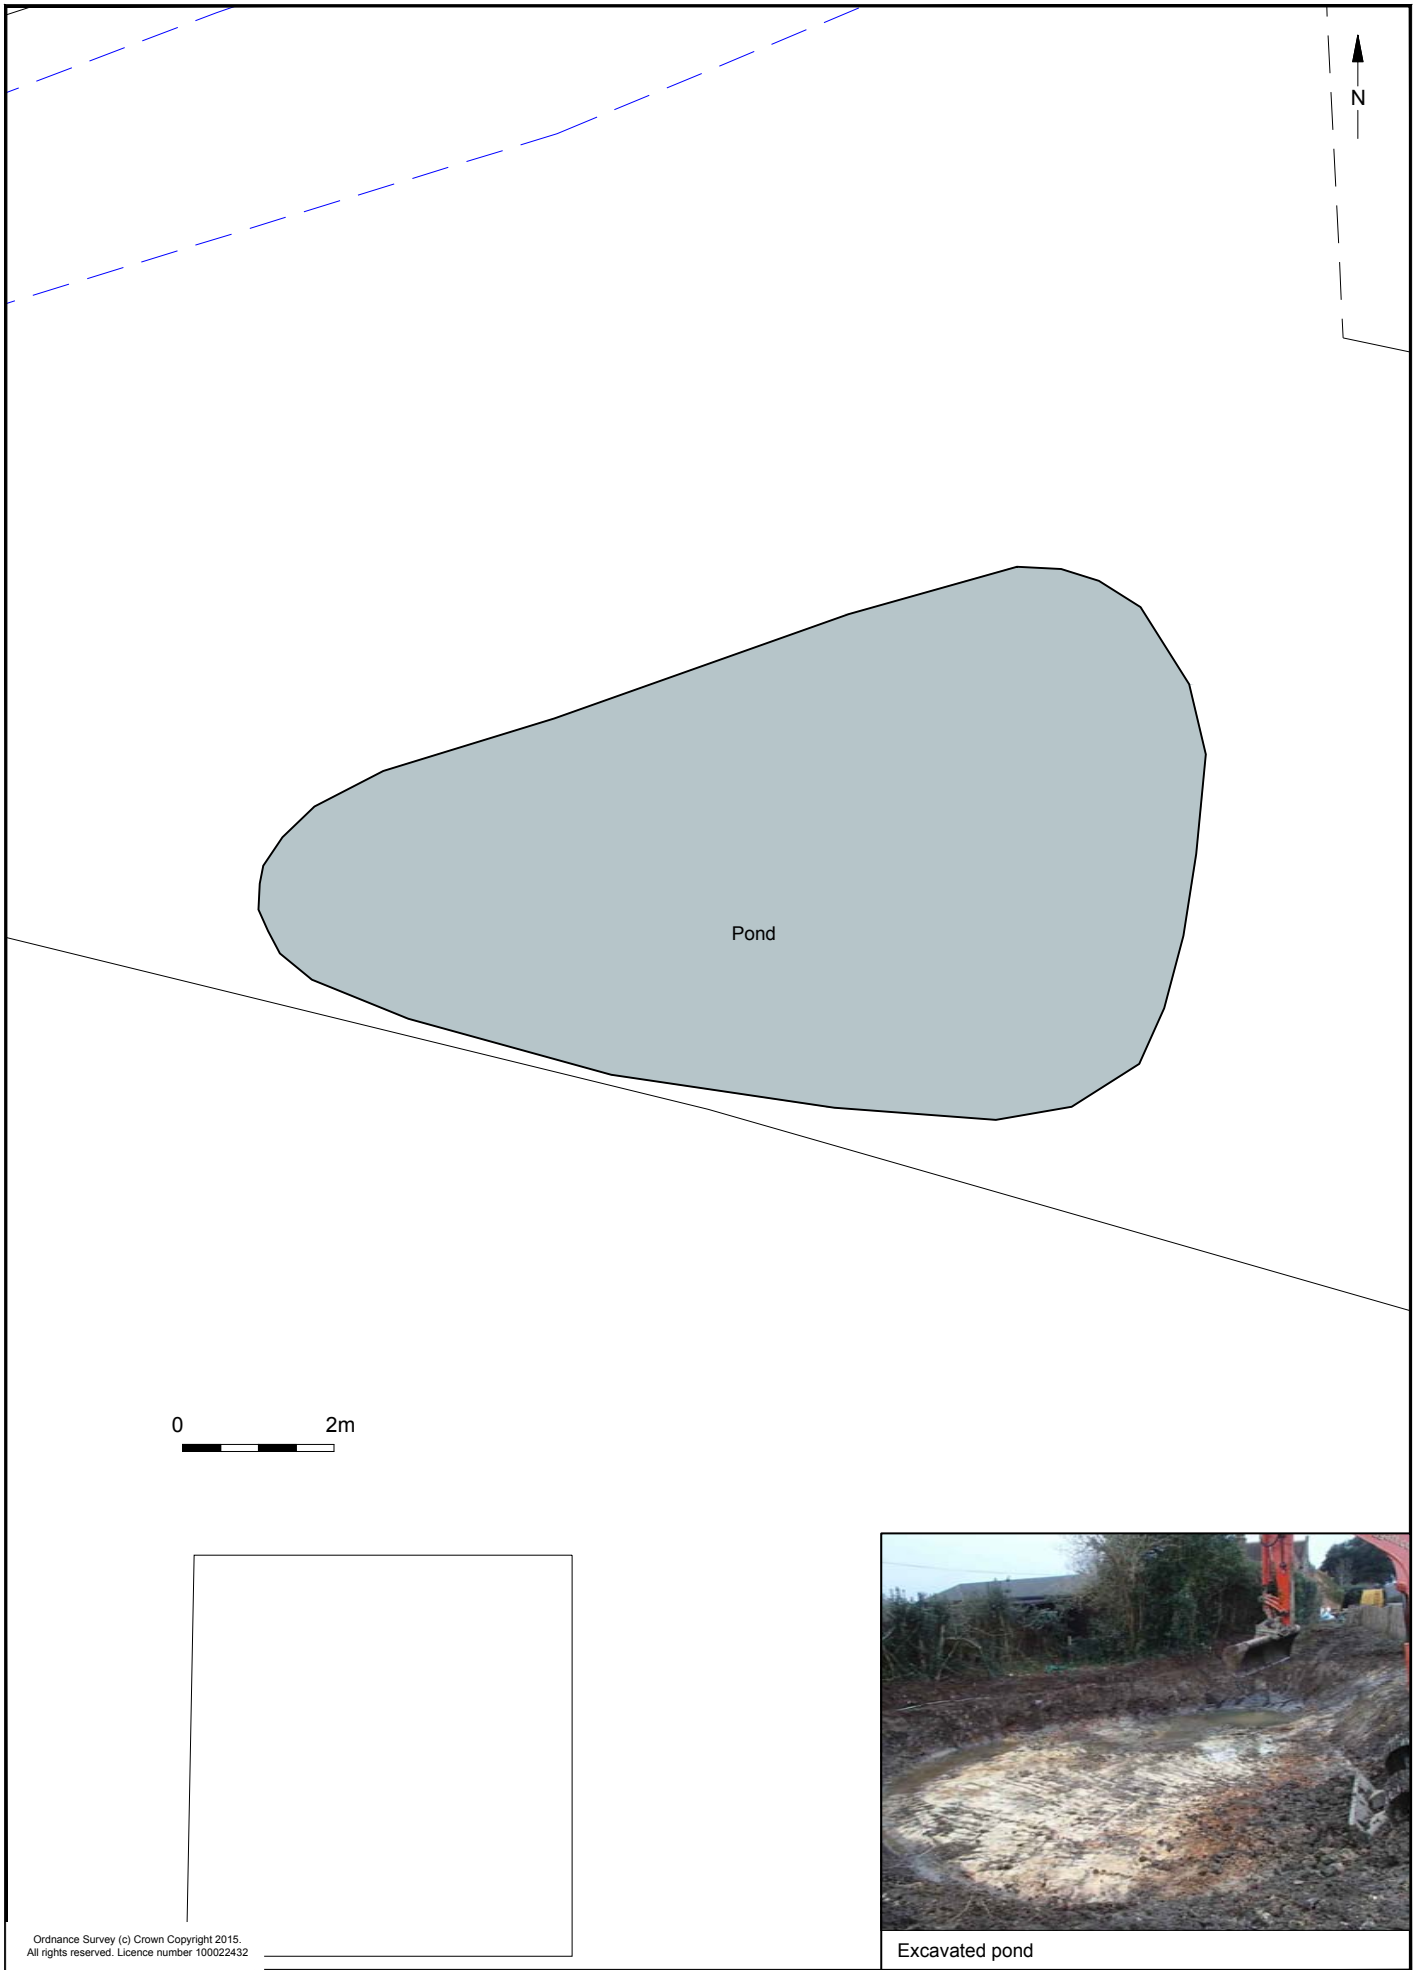 N
Pond
0 2m
Ordnance Survey (c) Crown Copyright 2015.
All rights reserved. Licence number 100022432
Excavated pond